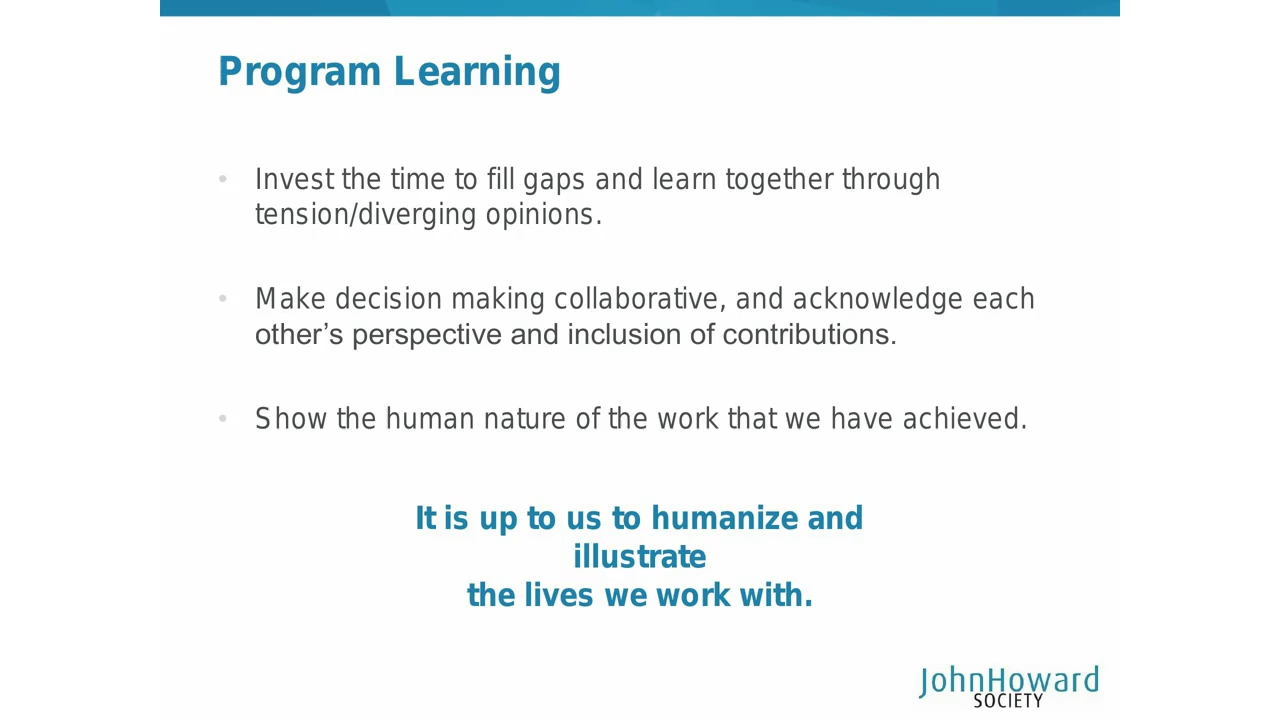 Program Learning
• Invest the time to fill gaps and learn together through
tension/diverging opinions.
• Make decision making collaborative, and acknowledge each
other’s perspective and inclusion of contributions.
• Show the human nature of the work that we have achieved.
It is up to us to humanize and
illustrate
the lives we work with.
JohnHoward
SOCIETY